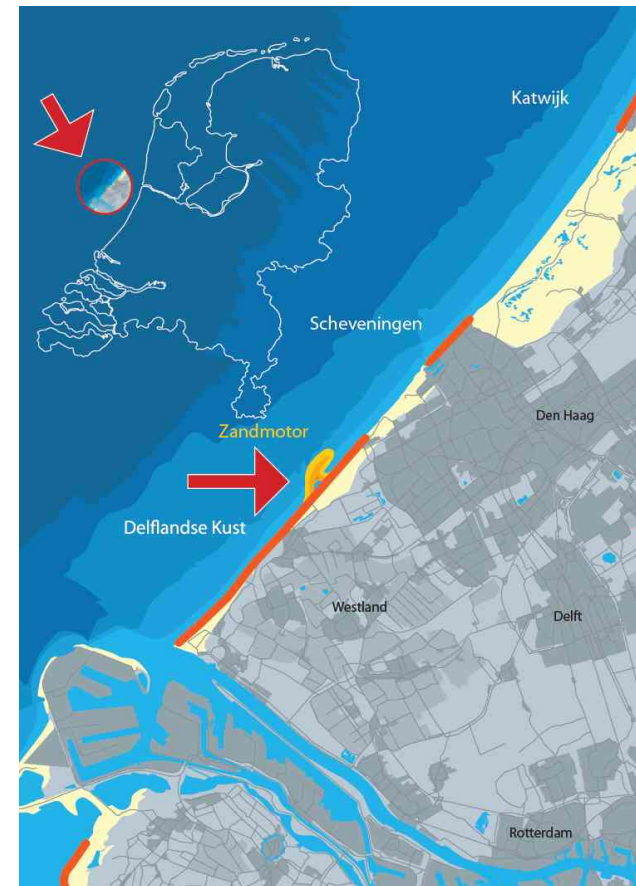 Katwijk
Scheveningen
Den Haag
Zandmotor
Delflandse Kust
Westland
Delft
Rotterdam